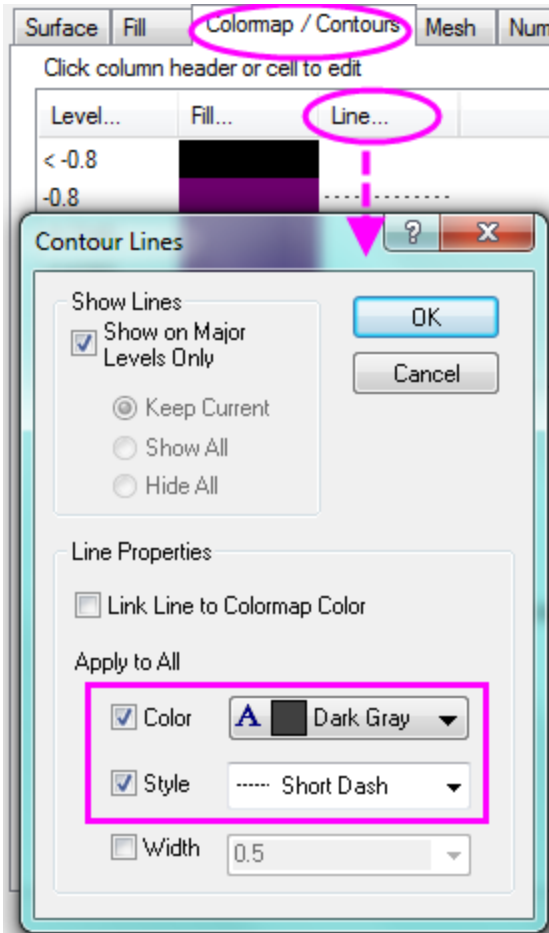 Surface Fill Colormap / Contours Mesh
Click column header or cell to edit
Level... Fill... Line...
< -0.8
-0.8
Contour Lines
Show Lines
Show on Major
Levels Only
Keep Current
Show All
Hide All
OK
Cancel
Line Properties
Link Line to Colormap Color
Apply to All
Color A Dark Gray
Style Short Dash
Width 0.5